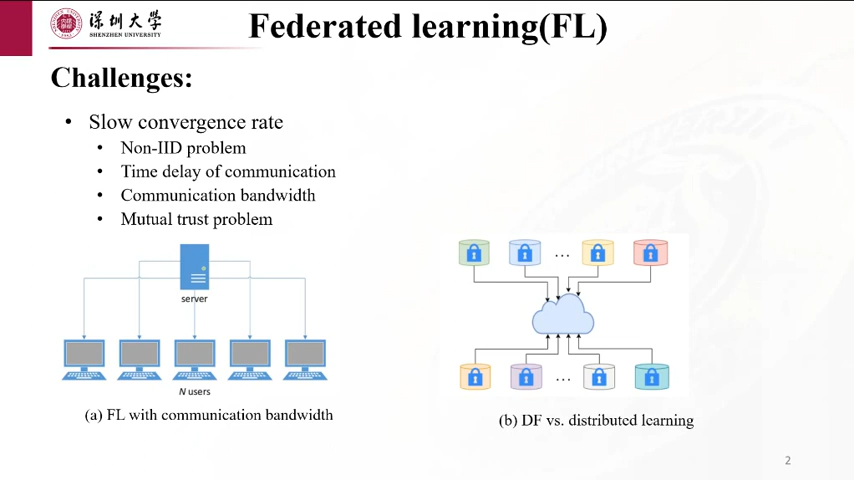 深圳大学
SHENZHEN UNIVERSITY
Federated learning(FL)
Challenges:
• Slow convergence rate
• Non-IID problem
• Time delay of communication
• Communication bandwidth
• Mutual trust problem
server
N users
(a) FL with communication bandwidth
...
...
(b) DF vs. distributed learning
2